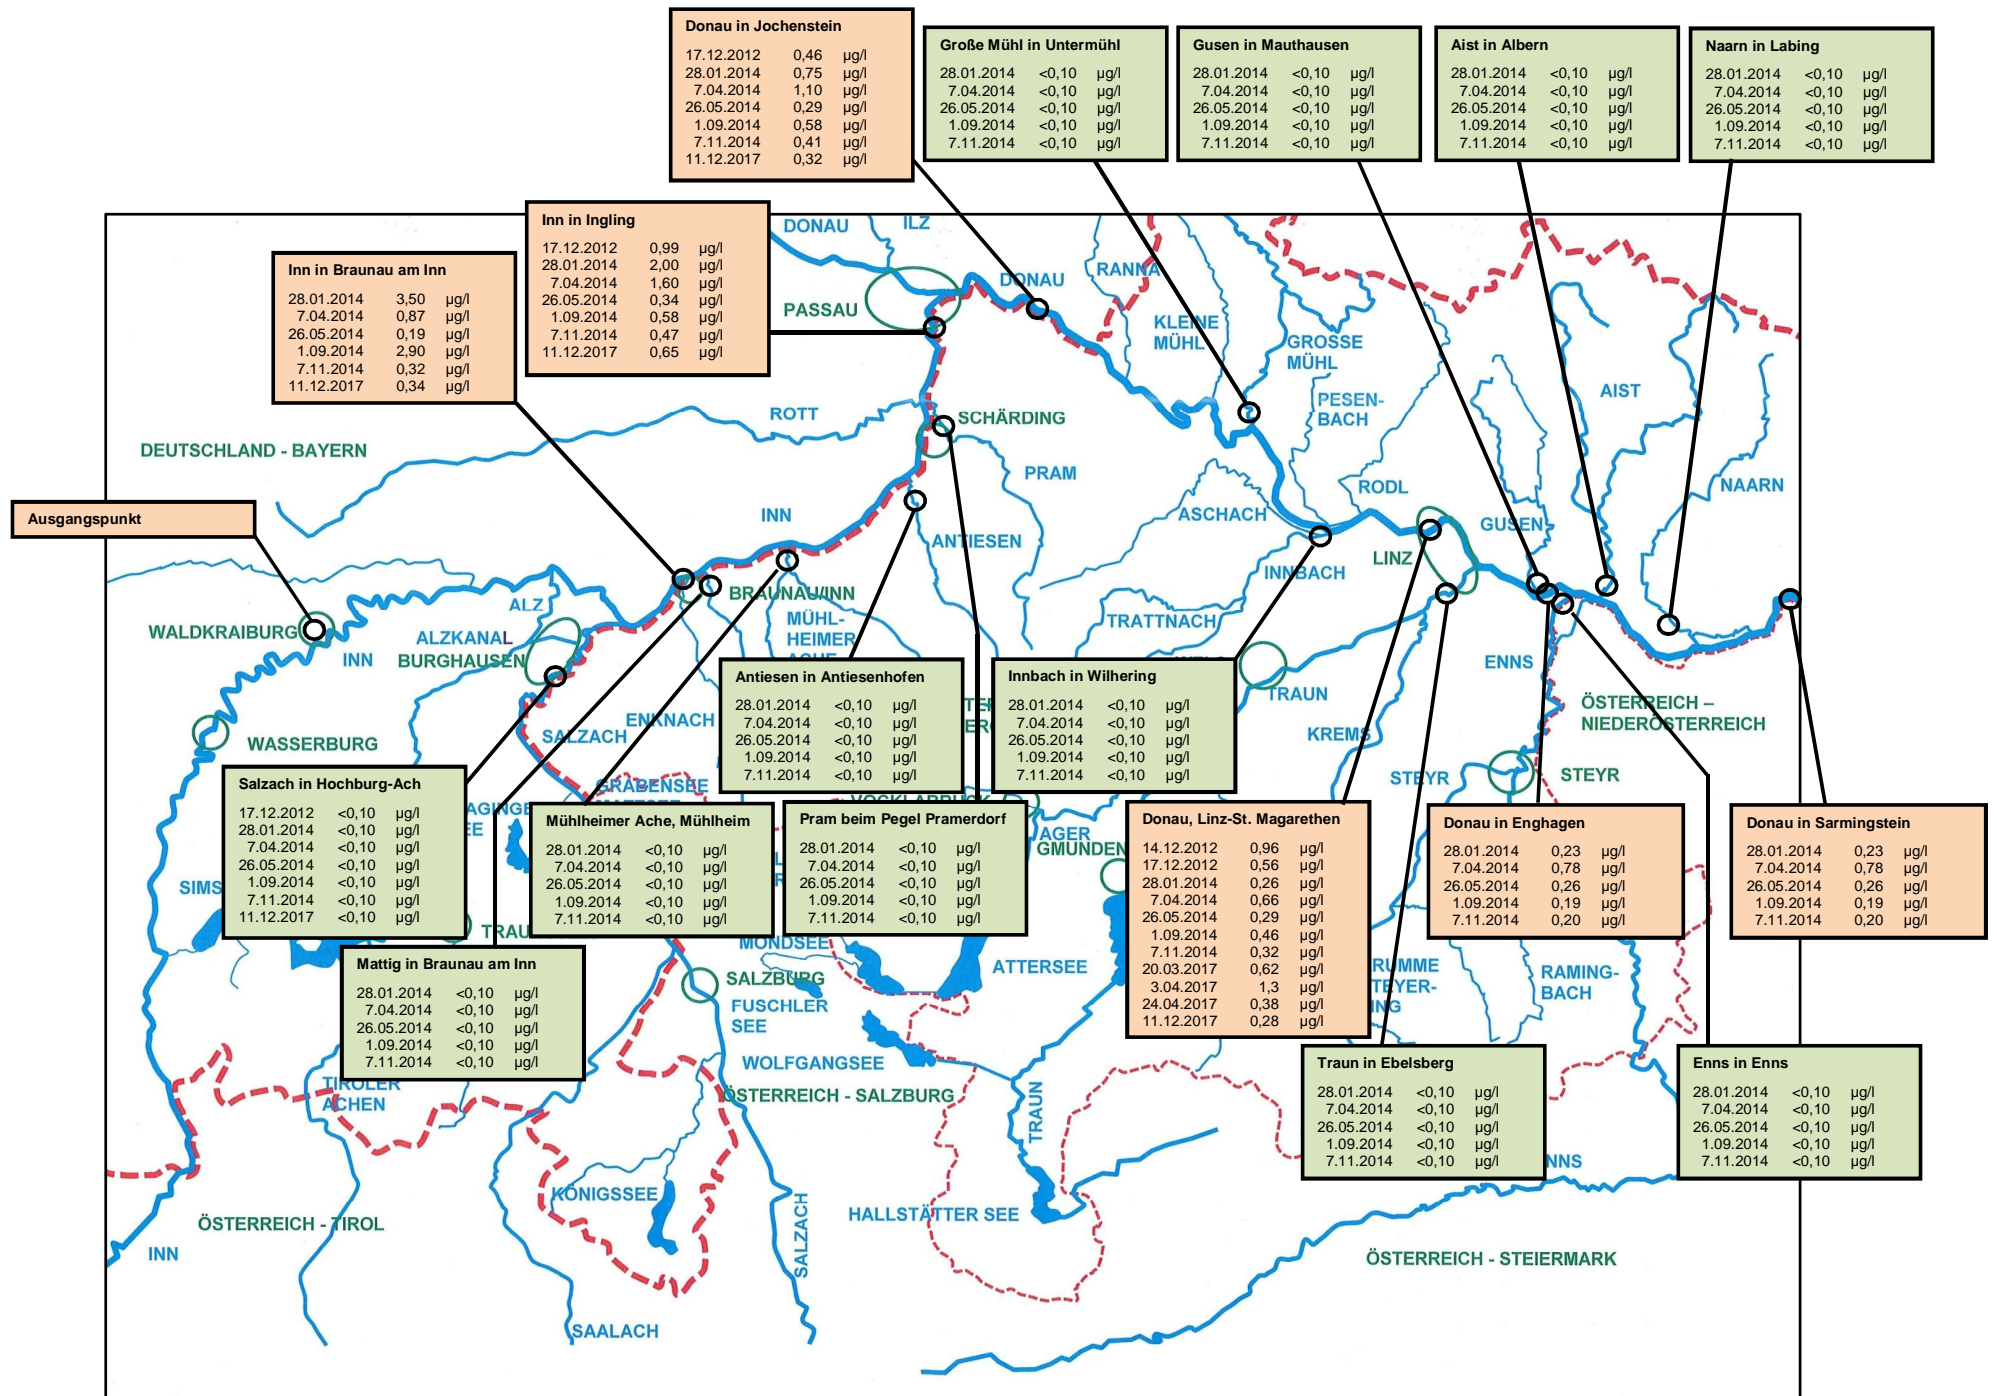 Donau in Jochenstein
17.12.2012 0,46 µg/l
28.01.2014 0,75 µg/l
7.04.2014 1,10 µg/l
26.05.2014 0,29 µg/l
1.09.2014 0,58 µg/l
7.11.2014 0,41 µg/l
11.12.2017 0,32 µg/l
Große Mühl in Untermühl
28.01.2014 <0,10 µg/l
7.04.2014 <0,10 µg/l
26.05.2014 <0,10 µg/l
1.09.2014 <0,10 µg/l
7.11.2014 <0,10 µg/l
Gusen in Mauthausen
28.01.2014 <0,10 µg/l
7.04.2014 <0,10 µg/l
26.05.2014 <0,10 µg/l
1.09.2014 <0,10 µg/l
7.11.2014 <0,10 µg/l
Aist in Albern
28.01.2014 <0,10 µg/l
7.04.2014 <0,10 µg/l
26.05.2014 <0,10 µg/l
1.09.2014 <0,10 µg/l
7.11.2014 <0,10 µg/l
Naarn in Labing
28.01.2014 <0,10 µg/l
7.04.2014 <0,10 µg/l
26.05.2014 <0,10 µg/l
1.09.2014 <0,10 µg/l
7.11.2014 <0,10 µg/l
Inn in Ingling
17.12.2012 0,99 µg/l
28.01.2014 2,00 µg/l
7.04.2014 1,60 µg/l
26.05.2014 0,34 µg/l
1.09.2014 0,58 µg/l
7.11.2014 0,47 µg/l
11.12.2017 0,65 µg/l
Inn in Braunau am Inn
28.01.2014 3,50 µg/l
7.04.2014 0,87 µg/l
26.05.2014 0,19 µg/l
1.09.2014 2,90 µg/l
7.11.2014 0,32 µg/l
11.12.2017 0,34 µg/l
DONAU
ILZ
DONAU
RANNA
PASSAU
KLEINE
MÜHL
GROSSE
MÜHL
AIST
PESEN-
BACH
ROTT
SCHÄRDING
DEUTSCHLAND - BAYERN
PRAM
RODL
NAARN
Ausgangspunkt
INN
ASCHACH
GUSEN
ANTIESEN
LINZ
INNBACH
BRAUNAU/INN
ALZ
MÜHL-
HEIMER
ACHE
TRATTNACH
WALDKRAIBURG
INN
ALZKANAL
BURGHAUSEN
ENNS
TRAUN
ÖSTERREICH –
NIEDERÖSTERREICH
WASSERBURG
SALZACH
ENKNACH
KREMS
STEYR
STEYR
Antiesen in Antiesenhofen
28.01.2014 <0,10 µg/l
7.04.2014 <0,10 µg/l
26.05.2014 <0,10 µg/l
1.09.2014 <0,10 µg/l
7.11.2014 <0,10 µg/l
Innbach in Wilhering
28.01.2014 <0,10 µg/l
7.04.2014 <0,10 µg/l
26.05.2014 <0,10 µg/l
1.09.2014 <0,10 µg/l
7.11.2014 <0,10 µg/l
GRABENSEE
Salzach in Hochburg-Ach
17.12.2012 <0,10 µg/l
28.01.2014 <0,10 µg/l
7.04.2014 <0,10 µg/l
26.05.2014 <0,10 µg/l
1.09.2014 <0,10 µg/l
7.11.2014 <0,10 µg/l
11.12.2017 <0,10 µg/l
Mühlheimer Ache, Mühlheim
28.01.2014 <0,10 µg/l
7.04.2014 <0,10 µg/l
26.05.2014 <0,10 µg/l
1.09.2014 <0,10 µg/l
7.11.2014 <0,10 µg/l
Pram beim Pegel Pramerdorf
28.01.2014 <0,10 µg/l
7.04.2014 <0,10 µg/l
26.05.2014 <0,10 µg/l
1.09.2014 <0,10 µg/l
7.11.2014 <0,10 µg/l
AGER
GMUNDEN
Donau, Linz-St. Magarethen
14.12.2012 0,96 µg/l
17.12.2012 0,56 µg/l
28.01.2014 0,26 µg/l
7.04.2014 0,66 µg/l
26.05.2014 0,29 µg/l
1.09.2014 0,46 µg/l
7.11.2014 0,32 µg/l
20.03.2017 0,62 µg/l
3.04.2017 1,3 µg/l
24.04.2017 0,38 µg/l
11.12.2017 0,28 µg/l
Donau in Enghagen
28.01.2014 0,23 µg/l
7.04.2014 0,78 µg/l
26.05.2014 0,26 µg/l
1.09.2014 0,19 µg/l
7.11.2014 0,20 µg/l
Donau in Sarmingstein
28.01.2014 0,23 µg/l
7.04.2014 0,78 µg/l
26.05.2014 0,26 µg/l
1.09.2014 0,19 µg/l
7.11.2014 0,20 µg/l
SIMS
TRAU
Mattig in Braunau am Inn
28.01.2014 <0,10 µg/l
7.04.2014 <0,10 µg/l
26.05.2014 <0,10 µg/l
1.09.2014 <0,10 µg/l
7.11.2014 <0,10 µg/l
MONDSEE
ATTERSEE
SALZBURG
FUSCHLER
SEE
WOLFGANGSEE
RUMME
TEYER-
ING
RAMING-
BACH
TIROLER
ACHEN
ÖSTERREICH - SALZBURG
TRAUN
Traun in Ebelsberg
28.01.2014 <0,10 µg/l
7.04.2014 <0,10 µg/l
26.05.2014 <0,10 µg/l
1.09.2014 <0,10 µg/l
7.11.2014 <0,10 µg/l
Enns in Enns
28.01.2014 <0,10 µg/l
7.04.2014 <0,10 µg/l
26.05.2014 <0,10 µg/l
1.09.2014 <0,10 µg/l
7.11.2014 <0,10 µg/l
NNS
KÖNIGSSEE
HALLSTÄTTER SEE
ÖSTERREICH - TIROL
SALZACH
INN
ÖSTERREICH - STEIERMARK
SAALACH